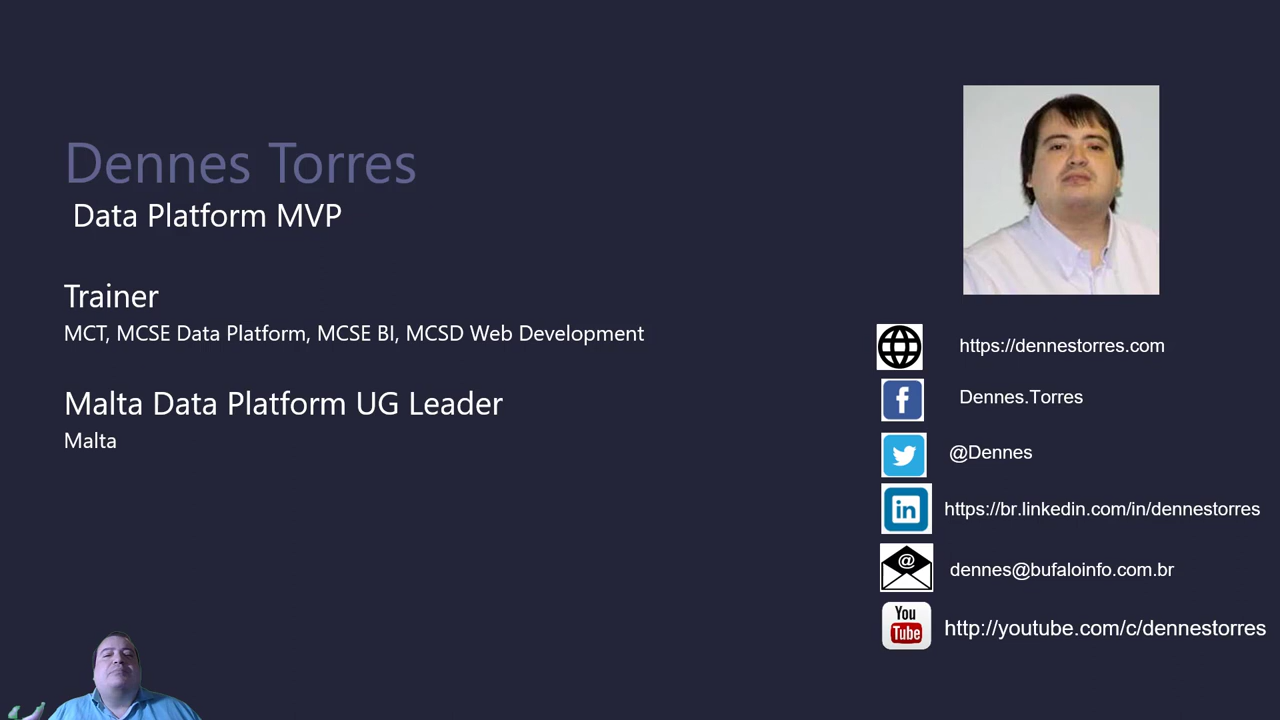 Dennes Torres
Data Platform MVP
Trainer
MCT, MCSE Data Platform, MCSE BI, MCSD Web Development
Malta Data Platform UG Leader
Malta
https://dennestorres.com
f
Dennes.Torres
@Dennes
in
https://br.linkedin.com/in/dennestorres
@
dennes@bufaloinfo.com.br
You
Tube
http://youtube.com/c/dennestorres